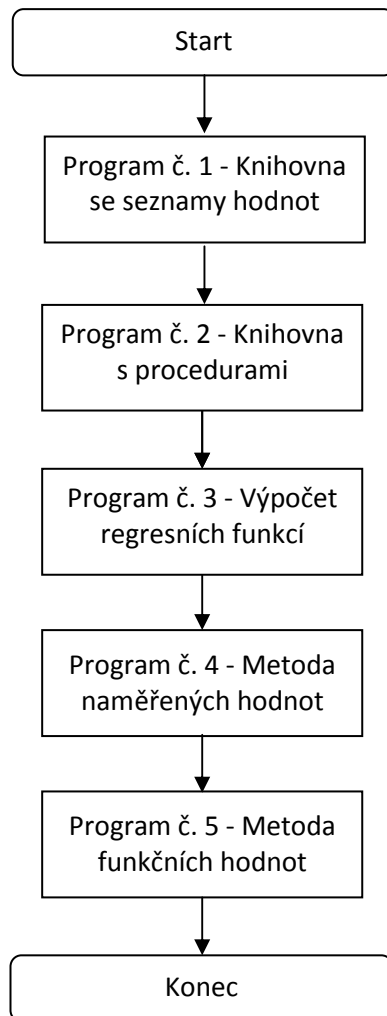 Start
Program č. 1 - Knihovna
se seznamy hodnot
Program č. 2 - Knihovna
s procedurami
Program č. 3 - Výpočet
regresních funkcí
Program č. 4 - Metoda
naměřených hodnot
Program č. 5 - Metoda
funkčních hodnot
Konec